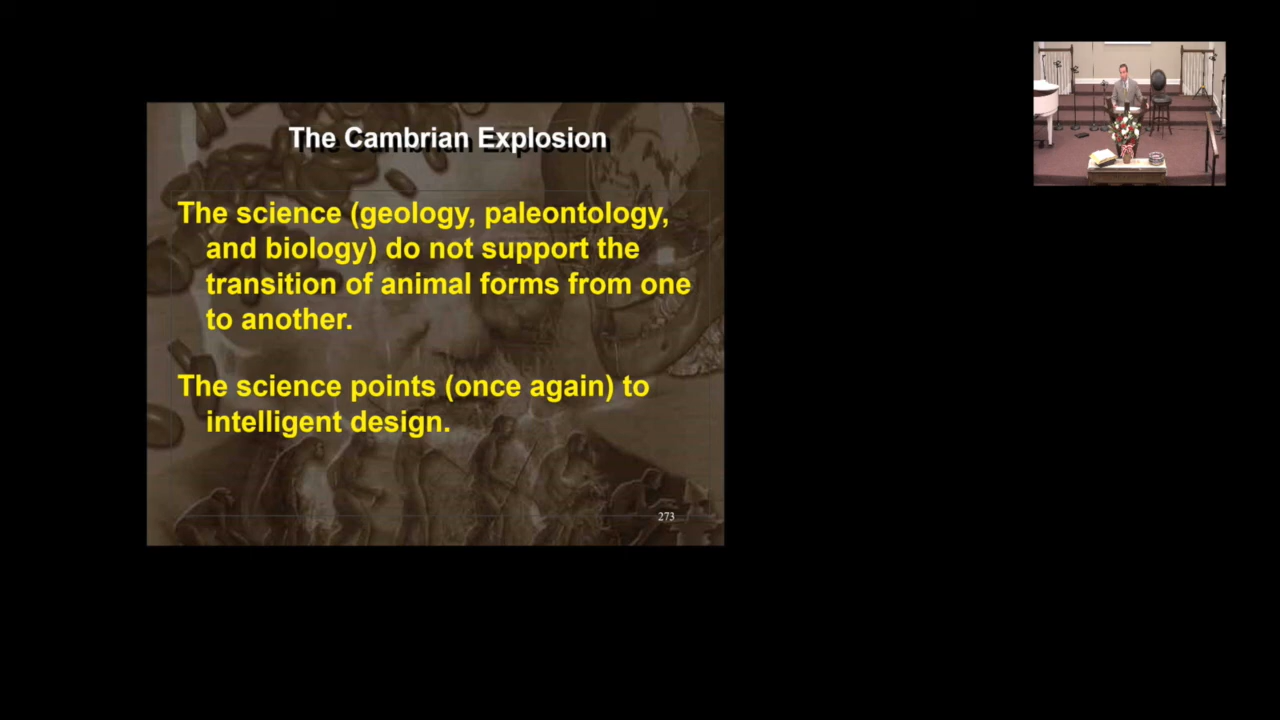 The Cambrian Explosion
The science (geology, paleontology,
and biology) do not support the
transition of animal forms from one
to another.
The science points (once again) to
intelligent design.
273